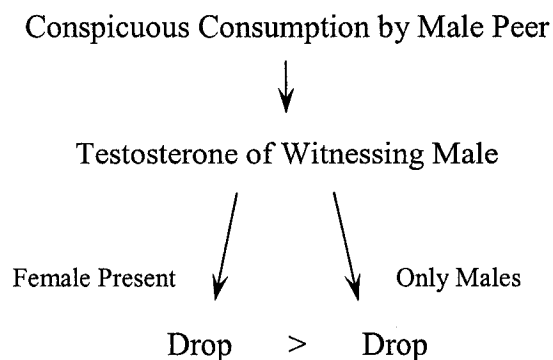 Conspicuous Consumption by Male Peer
Testosterone of Witnessing Male
Female Present Only Males
Drop > Drop